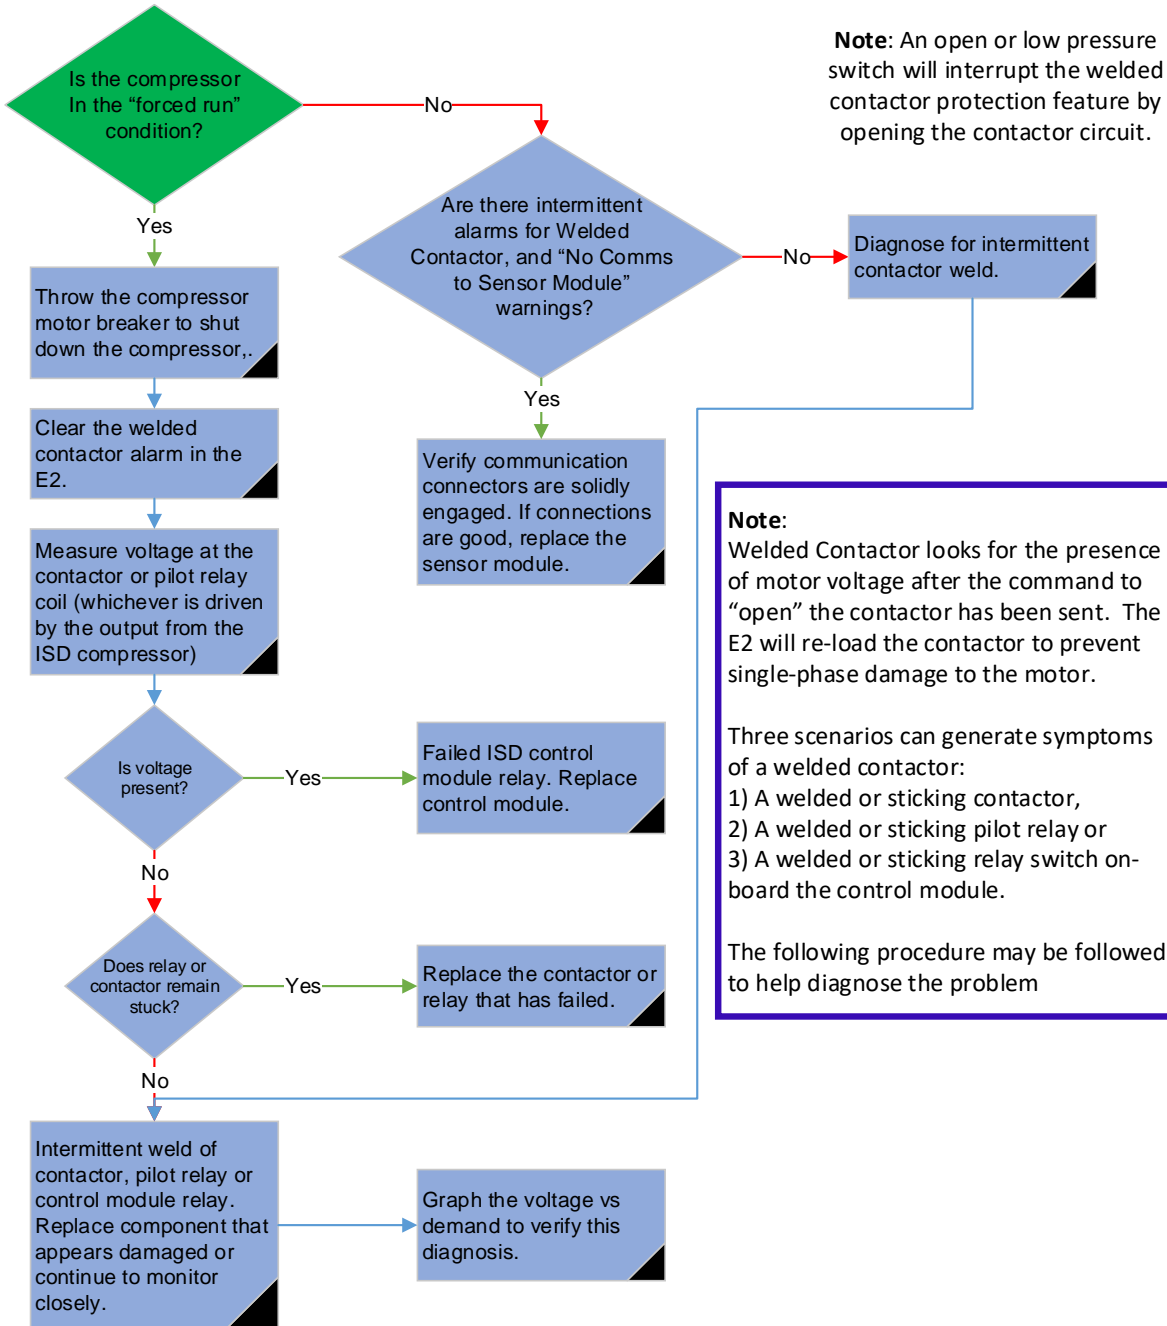 Is the compressor
In the “forced run”
condition?
No
Note: An open or low pressure
switch will interrupt the welded
contactor protection feature by
opening the contactor circuit.
Yes
Are there intermittent
alarms for Welded
Contactor, and “No Comms
to Sensor Module”
warnings?
No
Diagnose for intermittent
contactor weld.
Throw the compressor
motor breaker to shut
down the compressor,.
Yes
Clear the welded
contactor alarm in the
E2.
Verify communication
connectors are solidly
engaged. If connections
are good, replace the
sensor module.
Measure voltage at the
contactor or pilot relay
coil (whichever is driven
by the output from the
ISD compressor)
Note:
Welded Contactor looks for the presence
of motor voltage after the command to
“open” the contactor has been sent.  The
E2 will re-load the contactor to prevent
single-phase damage to the motor.
Three scenarios can generate symptoms
of a welded contactor:
1) A welded or sticking contactor,
2) A welded or sticking pilot relay or
3) A welded or sticking relay switch on-
board the control module.
The following procedure may be followed
to help diagnose the problem
Is voltage
present?
Yes
Failed ISD control
module relay. Replace
control module.
No
Does relay or
contactor remain
stuck?
Yes
Replace the contactor or
relay that has failed.
No
Intermittent weld of
contactor, pilot relay or
control module relay.
Replace component that
appears damaged or
continue to monitor
closely.
Graph the voltage vs
demand to verify this
diagnosis.